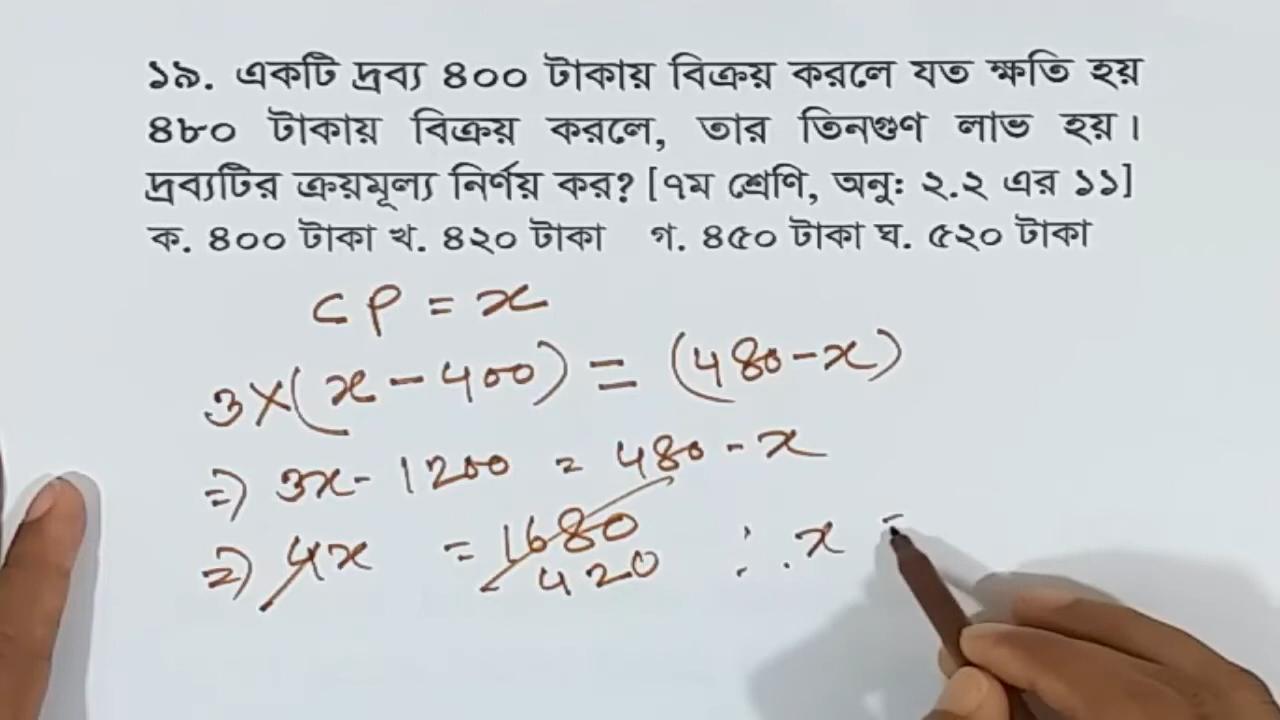 ১৯. একটি দ্রব্য ৪০০ টাকায় বিক্রয় করলে যত ক্ষতি হয়
৪৮০ টাকায় বিক্রয় করলে, তার তিনগুণ লাভ হয়।
দ্রব্যটির ক্রয়মূল্য নির্ণয় কর? [৭ম শ্রেণি, অনুঃ ২.২ এর ১১]
ক. ৪০০ টাকা খ. ৪২০ টাকা গ. ৪৫০ টাকা ঘ. ৫২০ টাকা
CP = x
3×(x-400) = (480-x)
=) 3x-1200 = 480-x
=) 4x = 1680 ∴ x =
420